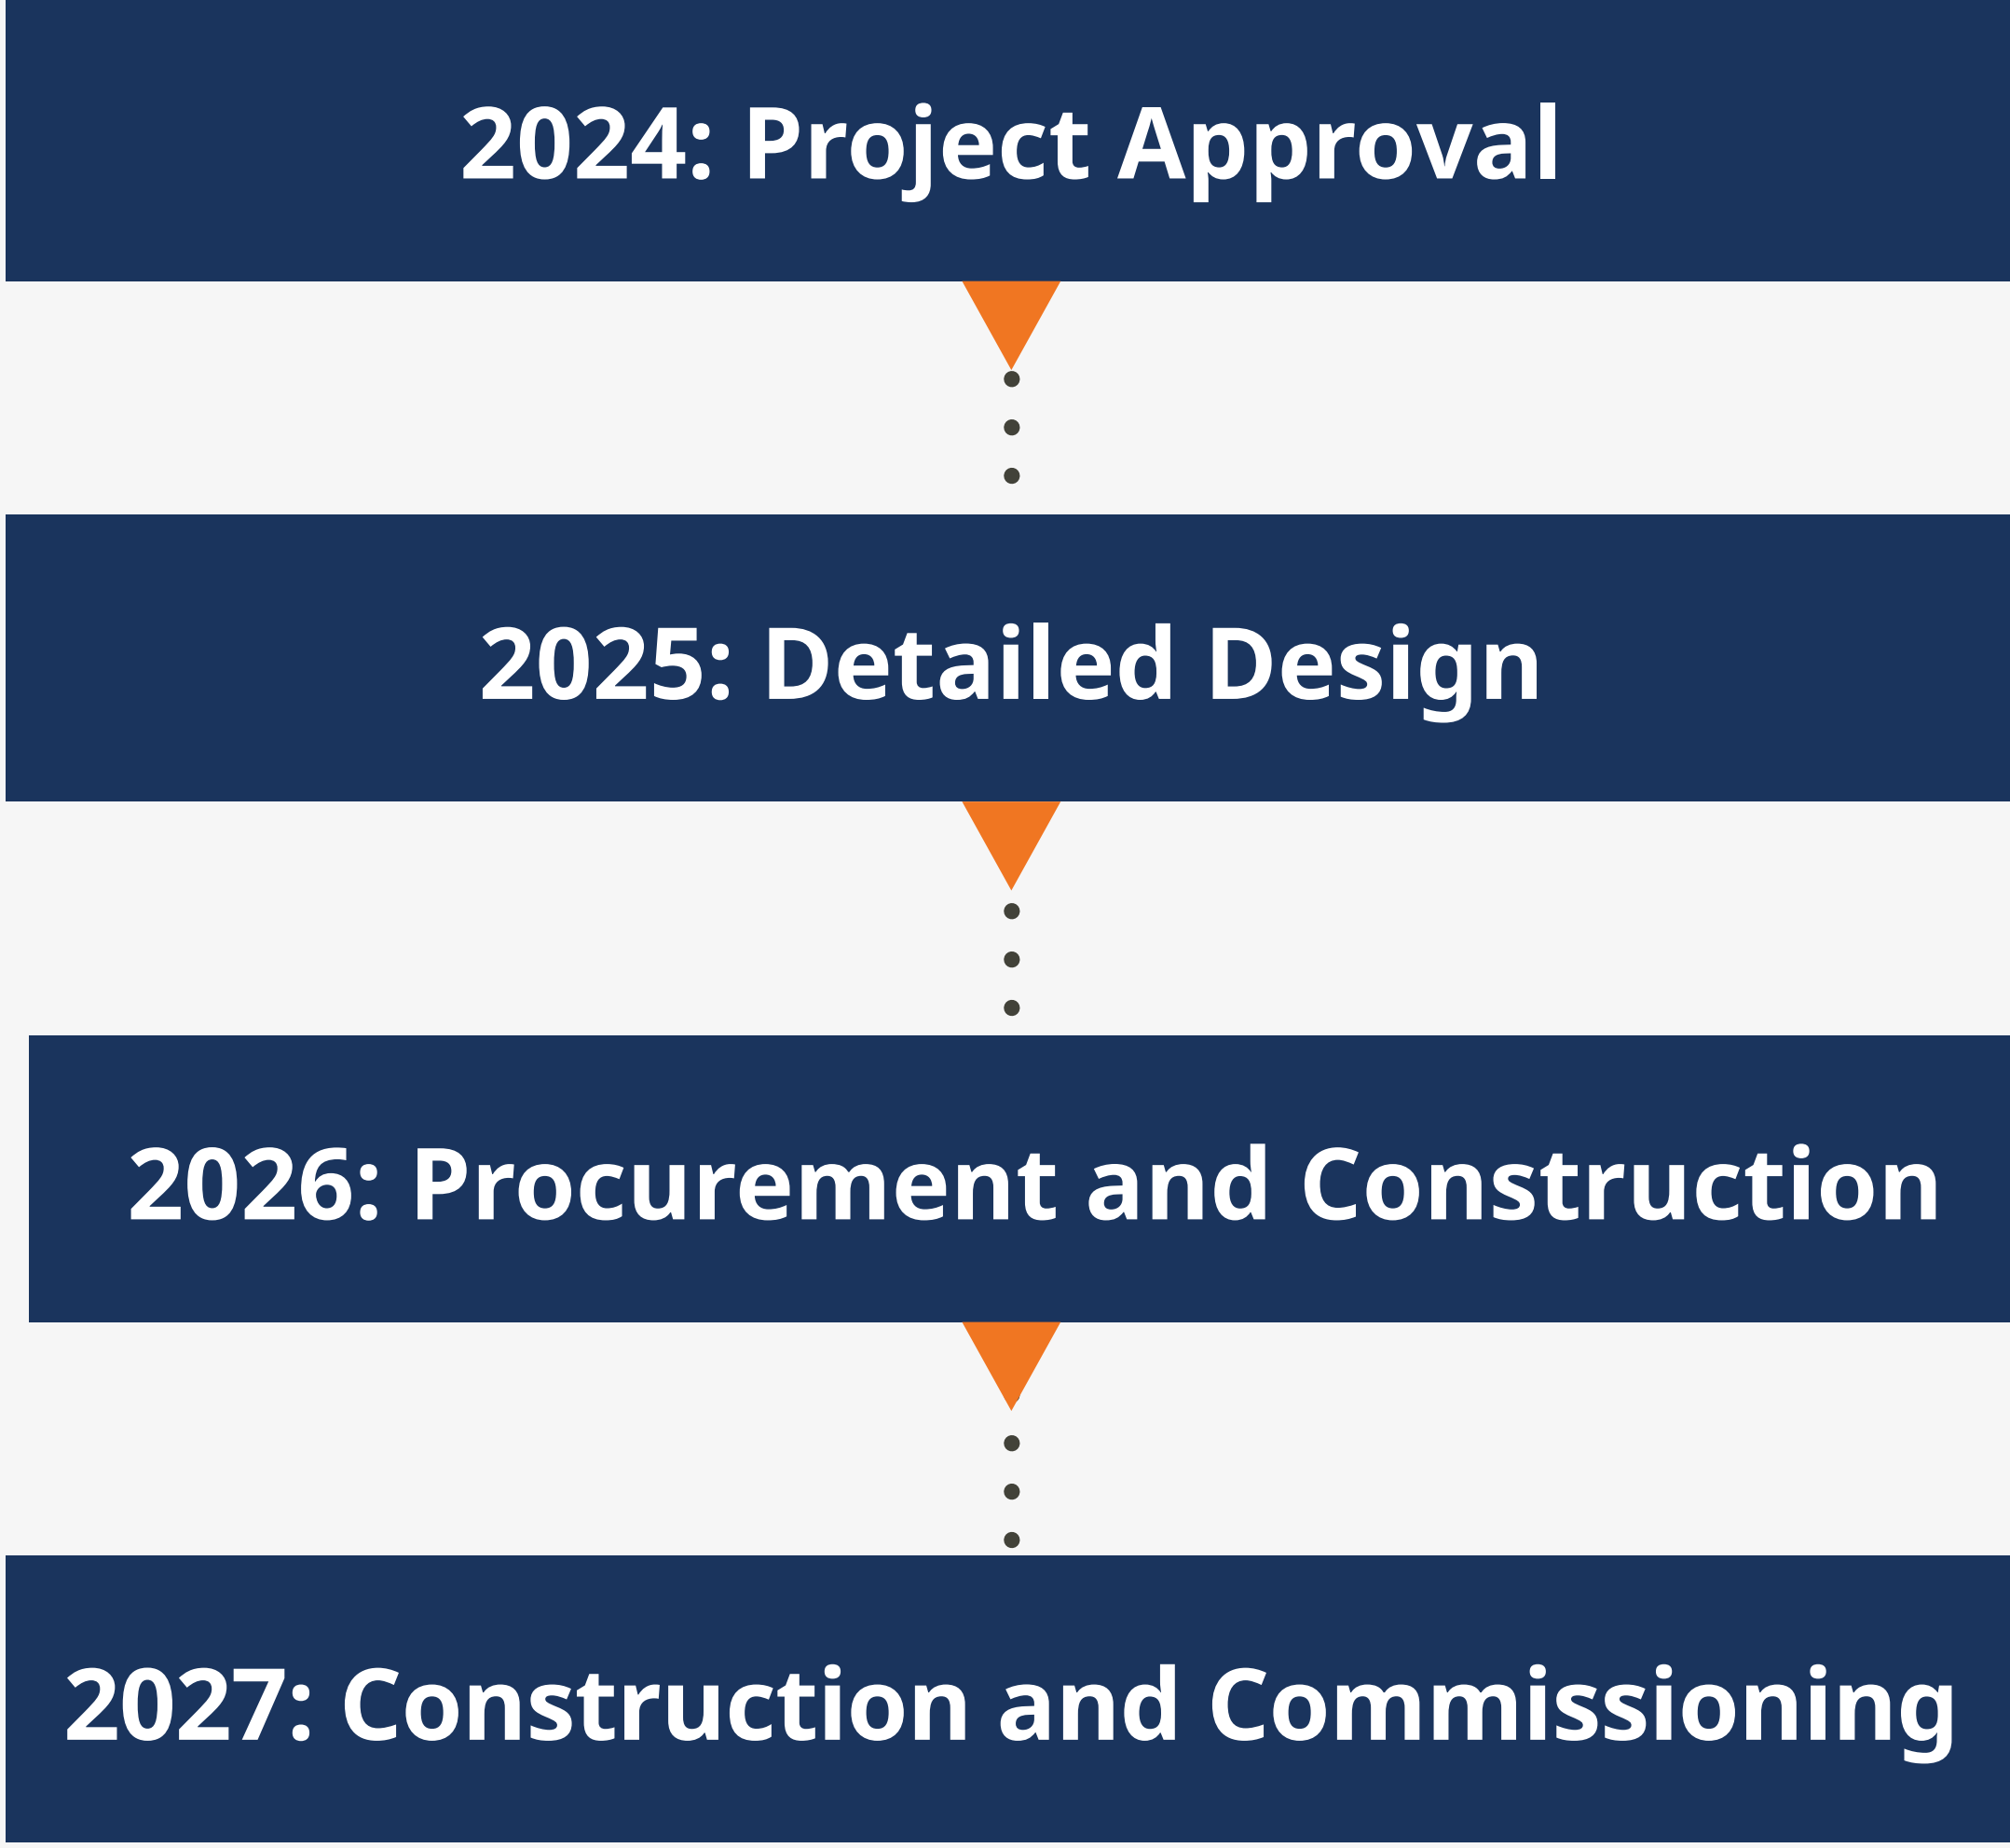 2024: Project Approval
2025: Detailed Design
2026: Procurement and Construction
2027: Construction and Commissioning